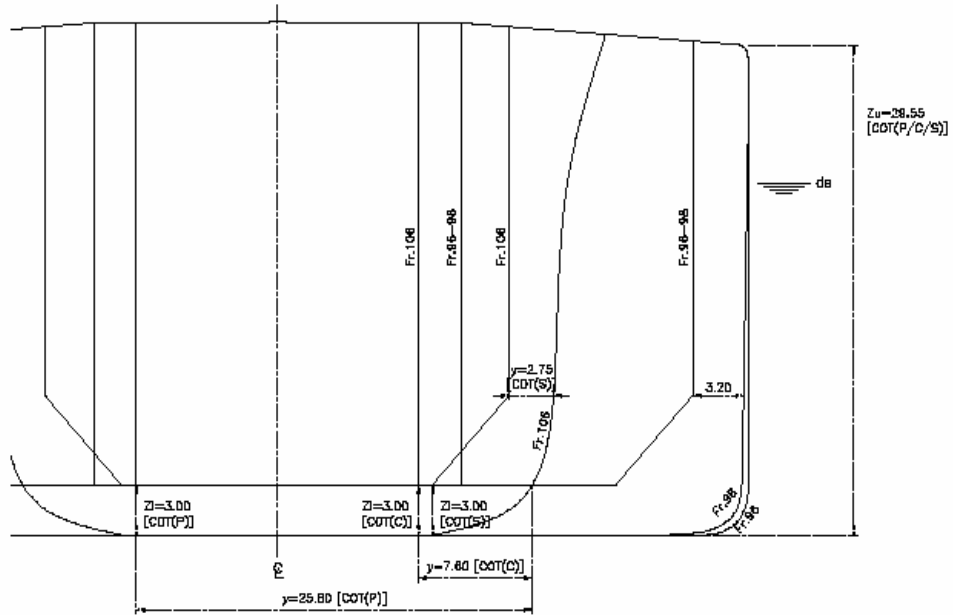 Zu=29.55
[COT(P/C/S)]
ds
Fr.106
Fr.96-98
Fr.106
Fr.96-98
y=2.75
[COT(S)]
3.20
Fr.106
Zl=3.00
[COT(P)]
Zl=3.00
[COT(C)]
Zl=3.00
[COT(S)]
Fr.98
Fr.96
y=7.60 [COT(C)]
y=25.80 [COT(P)]